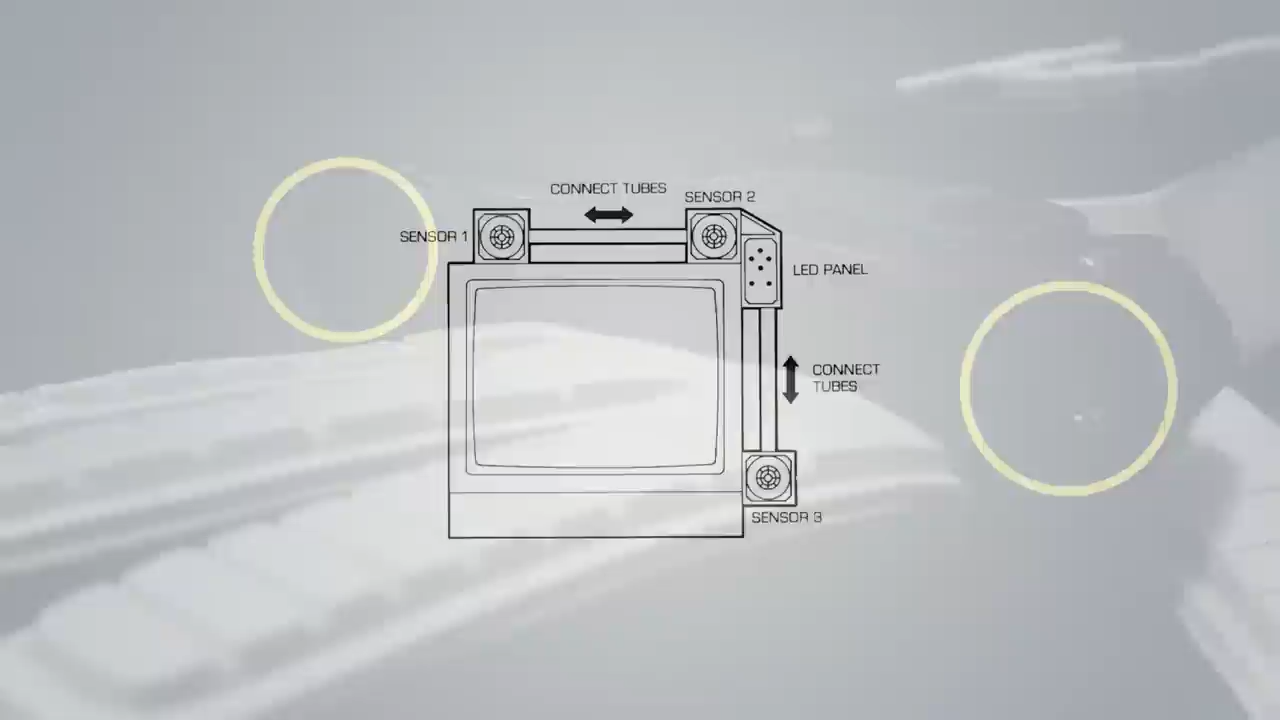 CONNECT TUBES
SENSOR 2
SENSOR 1
LED PANEL
CONNECT
TUBES
SENSOR 3